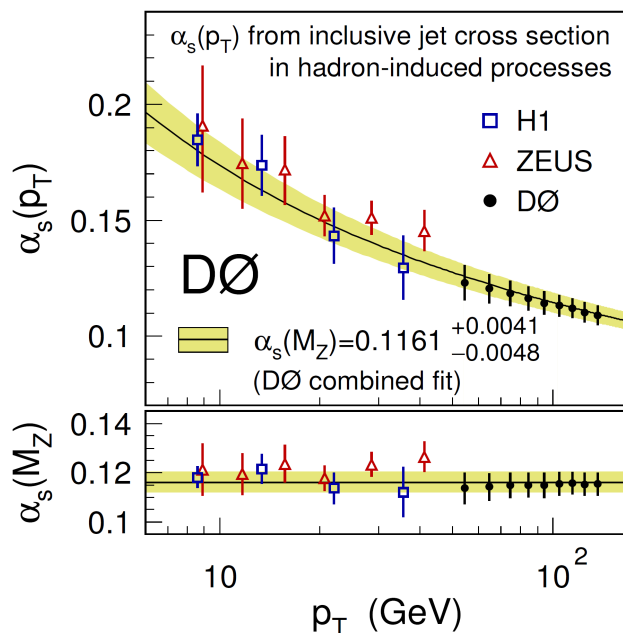 αs(pT) from inclusive jet cross section
in hadron-induced processes
H1
ZEUS
DØ
DØ
αs(MZ)=0.1161 +0.0041 −0.0048
(DØ combined fit)
αs(pT)
0.2
0.15
0.1
αs(MZ)
0.14
0.12
0.1
10
10²
pT (GeV)